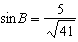 sin B = 5/√41